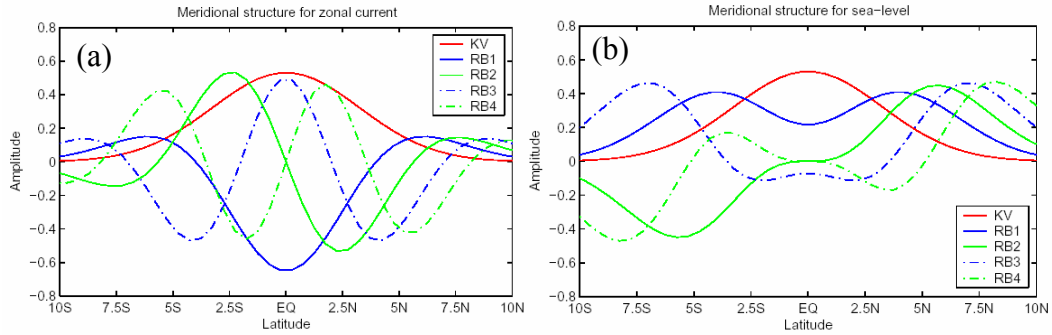 Meridional structure for zonal current
(a)
KV
RB1
RB2
RB3
RB4
Amplitude
0.8
0.6
0.4
0.2
0
−0.2
−0.4
−0.6
−0.8
10S 7.5S 5S 2.5S EQ 2.5N 5N 7.5N 10N
Latitude
Meridional structure for sea-level
(b)
Amplitude
0.8
0.6
0.4
0.2
0
−0.2
−0.4
−0.6
−0.8
KV
RB1
RB2
RB3
RB4
10S 7.5S 5S 2.5S EQ 2.5N 5N 7.5N 10N
Latitude